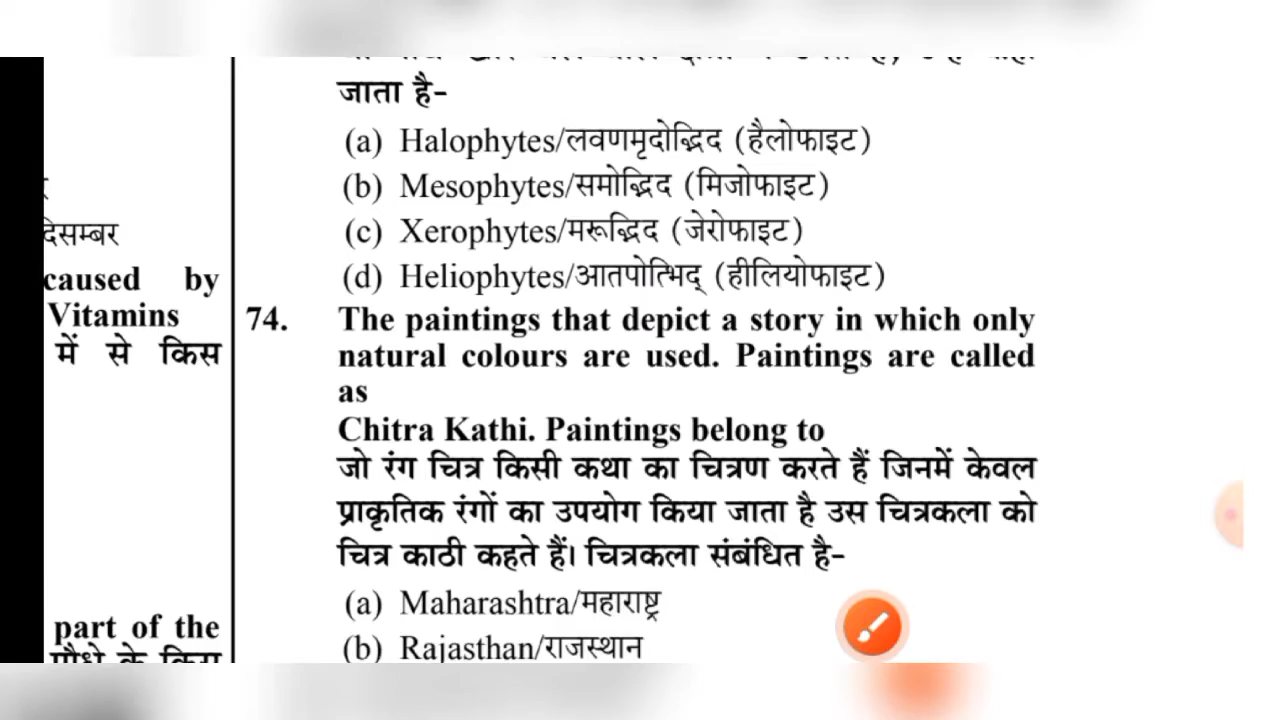 जाता है-
(a) Halophytes/लवणमृदोद्भिद (हैलोफाइट)
(b) Mesophytes/समोद्भिद (मिजोफाइट)
(c) Xerophytes/मरूद्भिद (जेरोफाइट)
(d) Heliophytes/आतपोत्भिद् (हीलियोफाइट)
74. The paintings that depict a story in which only
natural colours are used. Paintings are called
as
Chitra Kathi. Paintings belong to
जो रंग चित्र किसी कथा का चित्रण करते हैं जिनमें केवल
प्राकृतिक रंगों का उपयोग किया जाता है उस चित्रकला को
चित्र काठी कहते हैं। चित्रकला संबंधित है-
(a) Maharashtra/महाराष्ट्र
(b) Rajasthan/राजस्थान
दिसम्बर
caused by
Vitamins
में से किस
part of the
पौधे के किस